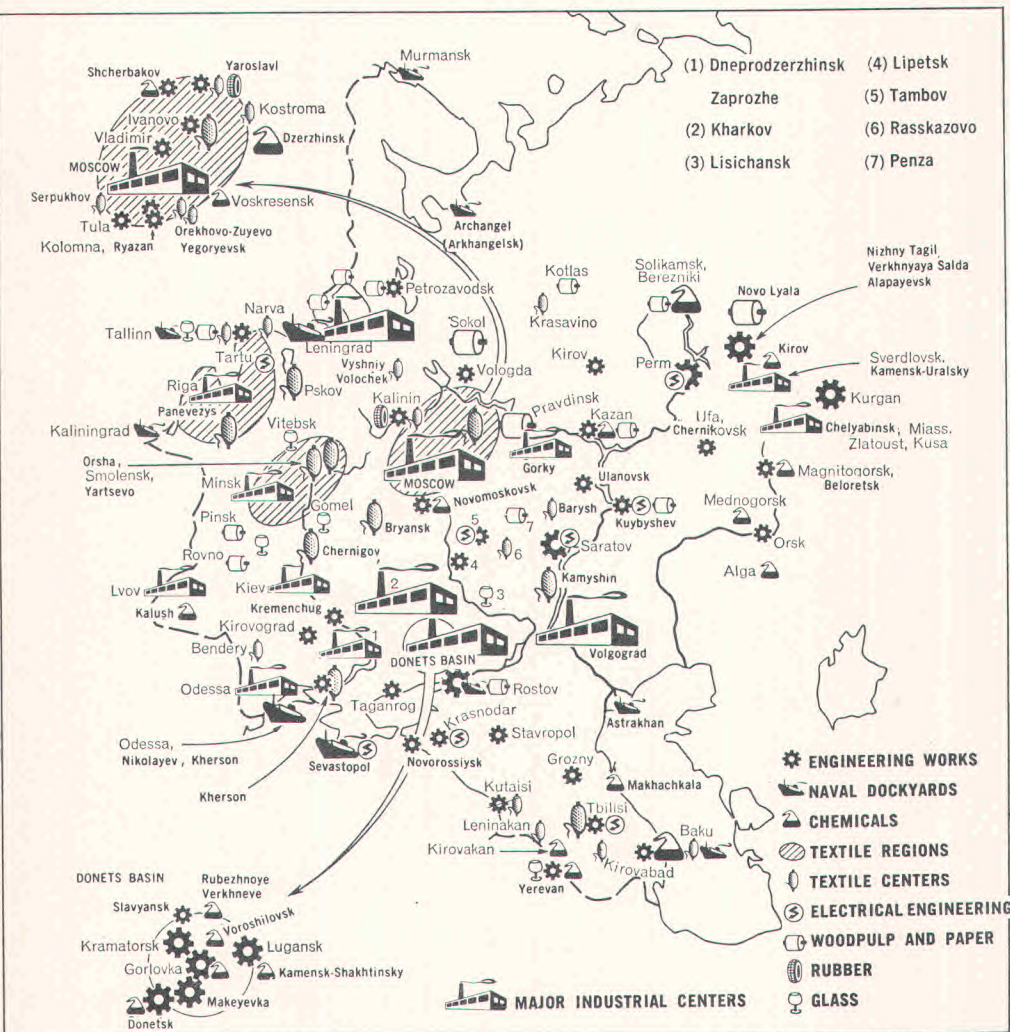 Murmansk
(1) Dneprodzerzhinsk
Zaprozhe
(2) Kharkov
(3) Lisichansk
(4) Lipetsk
(5) Tambov
(6) Rasskazovo
(7) Penza
Shcherbakov
Yaroslavl
Kostroma
Ivanovo
Dzerzhinsk
Vladimir
MOSCOW
Serpukhov
Voskresensk
Tula
Orekhovo-Zuyevo
Kolomna, Ryazan
Yegoryevsk
Archangel
(Arkhangelsk)
Nizhny Tagil,
Verkhnyaya Salda
Alapayevsk
Solikamsk,
Berezniki
Kotlas
Novo Lyala
Petrozavodsk
Krasavino
Narva
Sokol
Tallinn
Leningrad
Kirov
Kirov
Tartu
Vyshniy
Volochek
Vologda
Perm
Sverdlovsk,
Kamensk-Uralsky
Riga
Pskov
Kalinin
Pravdinsk
Kurgan
Panevezys
Kazan
Ufa,
Chernikovsk
Kaliningrad
Vitebsk
Gorky
Chelyabinsk, Miass.
Zlatoust, Kusa
Orsha,
Smolensk,
Yartsevo
MOSCOW
Ulanovsk
Magnitogorsk,
Beloretsk
Minsk
Novomoskovsk
Mednogorsk
Gomel
Barysh
Kuybyshev
Pinsk
Bryansk
5
7
Orsk
Rovno
Chernigov
6
Saratov
4
Alga
Lvov
Kiev
2
3
Kamyshin
Kalush
Kremenchug
Kirovograd
1
Volgograd
Bendery
DONETS BASIN
Odessa
Taganrog
Rostov
Astrakhan
Krasnodar
Stavropol
Odessa,
Nikolayev, Kherson
Sevastopol
Novorossiysk
Grozny
Kherson
Makhachkala
Kutaisi
Tbilisi
Leninakan
Baku
Kirovakan
Kirovabad
Yerevan
DONETS BASIN
Rubezhnoye
Verkhneve
Slavyansk
Voroshilovsk
Kramatorsk
Lugansk
Gorlovka
Kamensk-Shakhtinsky
Makeyevka
Donetsk
MAJOR INDUSTRIAL CENTERS
ENGINEERING WORKS
NAVAL DOCKYARDS
CHEMICALS
TEXTILE REGIONS
TEXTILE CENTERS
ELECTRICAL ENGINEERING
WOODPULP AND PAPER
RUBBER
GLASS